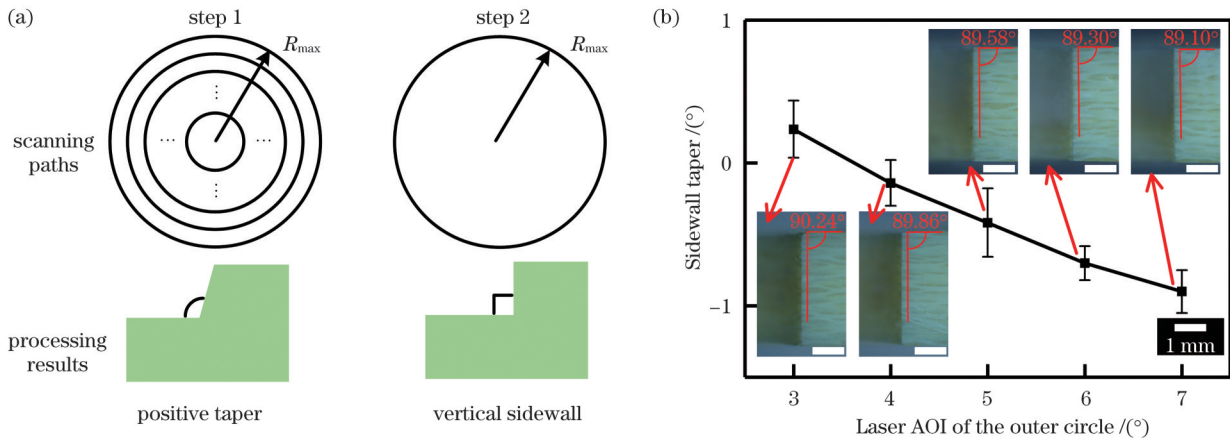 (a)
step 1
step 2
R_max
R_max
... ...
⋮
⋮
scanning
paths
processing
results
positive taper
vertical sidewall
(b)
Sidewall taper /(°)
1
0
−1
89.58°
89.30°
89.10°
90.24°
89.86°
1 mm
3 4 5 6 7
Laser AOI of the outer circle /(°)